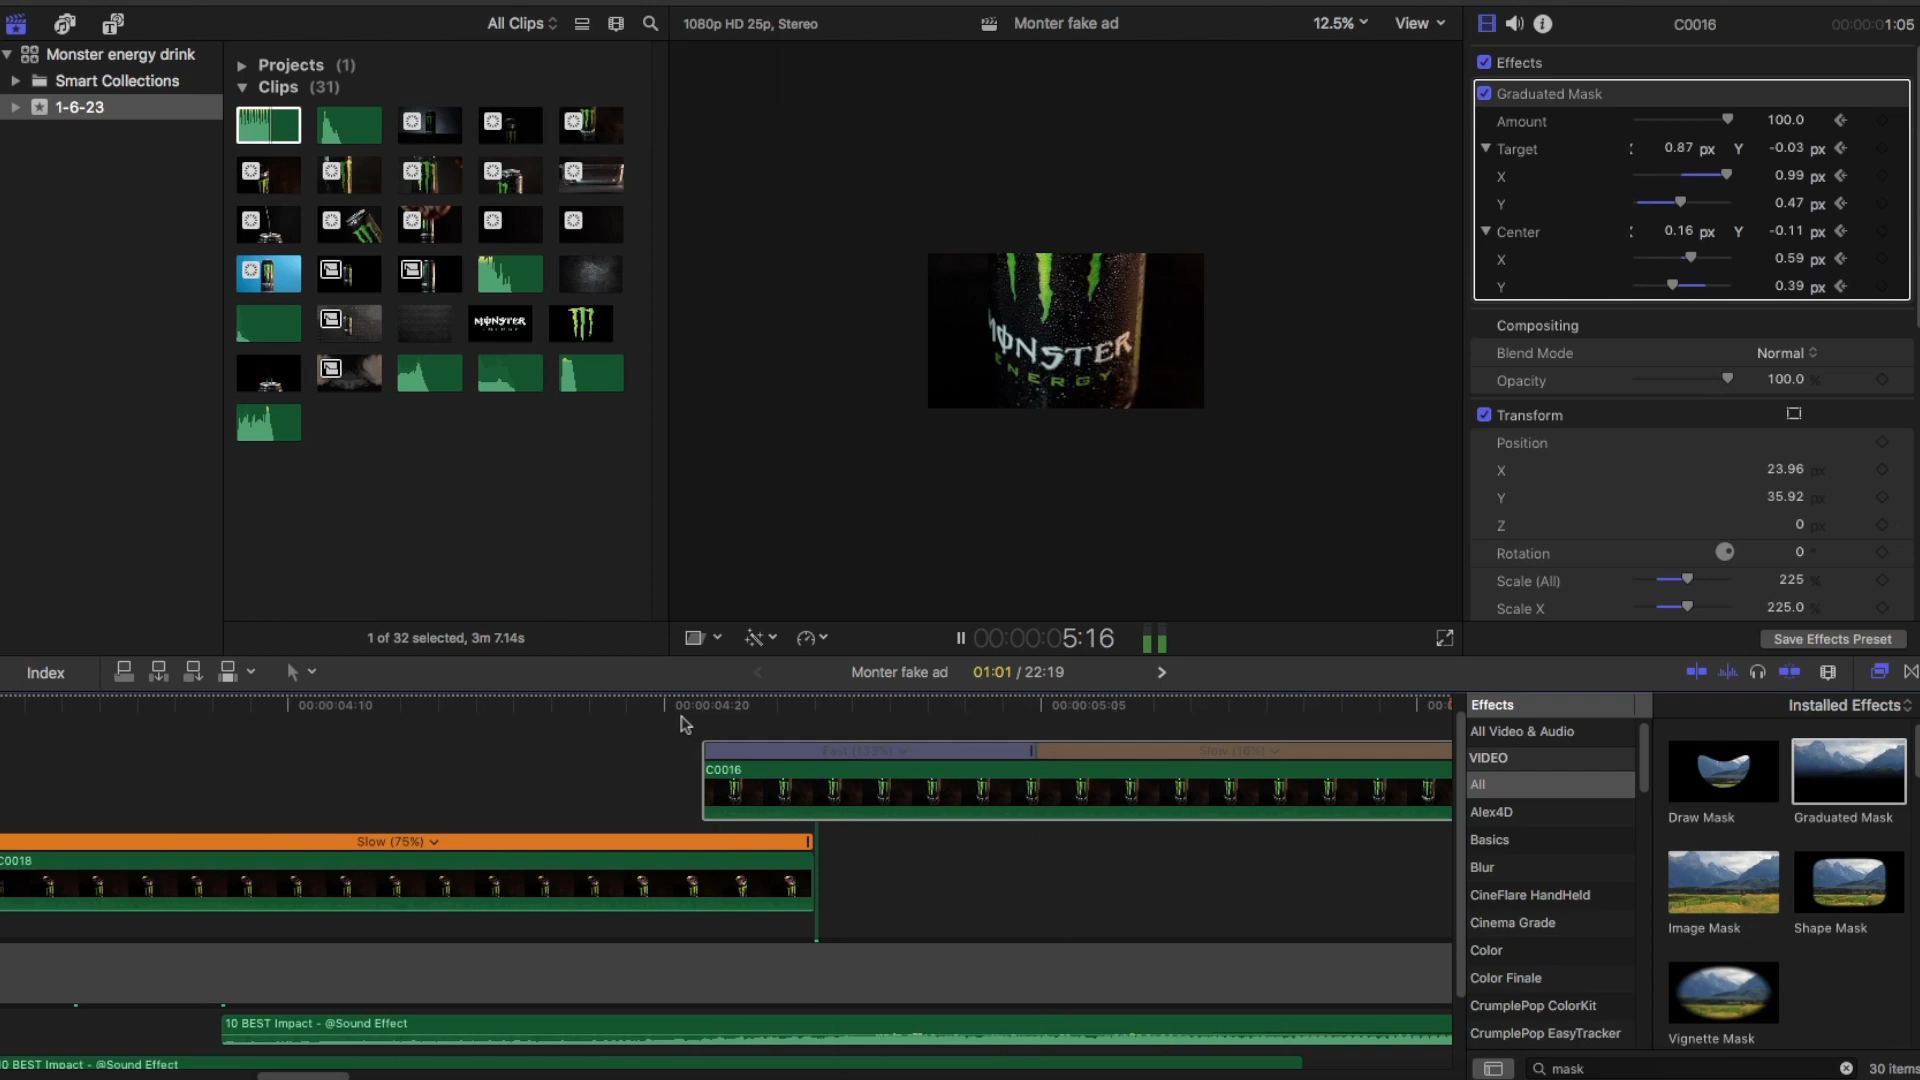 All Clips
1080p HD 25p, Stereo
Monter fake ad
12.5%
View
C0016
00:00:01:05
Monster energy drink
Smart Collections
1-6-23
Projects (1)
Clips (31)
MONSTER
ENERGY
1 of 32 selected, 3m 7.14s
00:00:05:16
Effects
Graduated Mask
Amount 100.0
Target 0.87 px Y -0.03 px
X 0.99 px
Y 0.47 px
Center 0.16 px Y -0.11 px
X 0.59 px
Y 0.39 px
Compositing
Blend Mode Normal
Opacity 100.0 %
Transform
Position
X 23.96 px
Y 35.92 px
Z 0 px
Rotation 0 °
Scale (All) 225 %
Scale X 225.0 %
Save Effects Preset
Index
Monter fake ad
01:01 / 22:19
00:00:04:10
00:00:04:20
00:00:05:05
Fast (133%)
Slow (16%)
C0016
Slow (75%)
C0018
10 BEST Impact - @Sound Effect
10 BEST Impact - @Sound Effect
Effects
Installed Effects
All Video & Audio
VIDEO
All
Alex4D
Basics
Blur
CineFlare HandHeld
Cinema Grade
Color
Color Finale
CrumplePop ColorKit
CrumplePop EasyTracker
Draw Mask
Graduated Mask
Image Mask
Shape Mask
Vignette Mask
mask
30 items